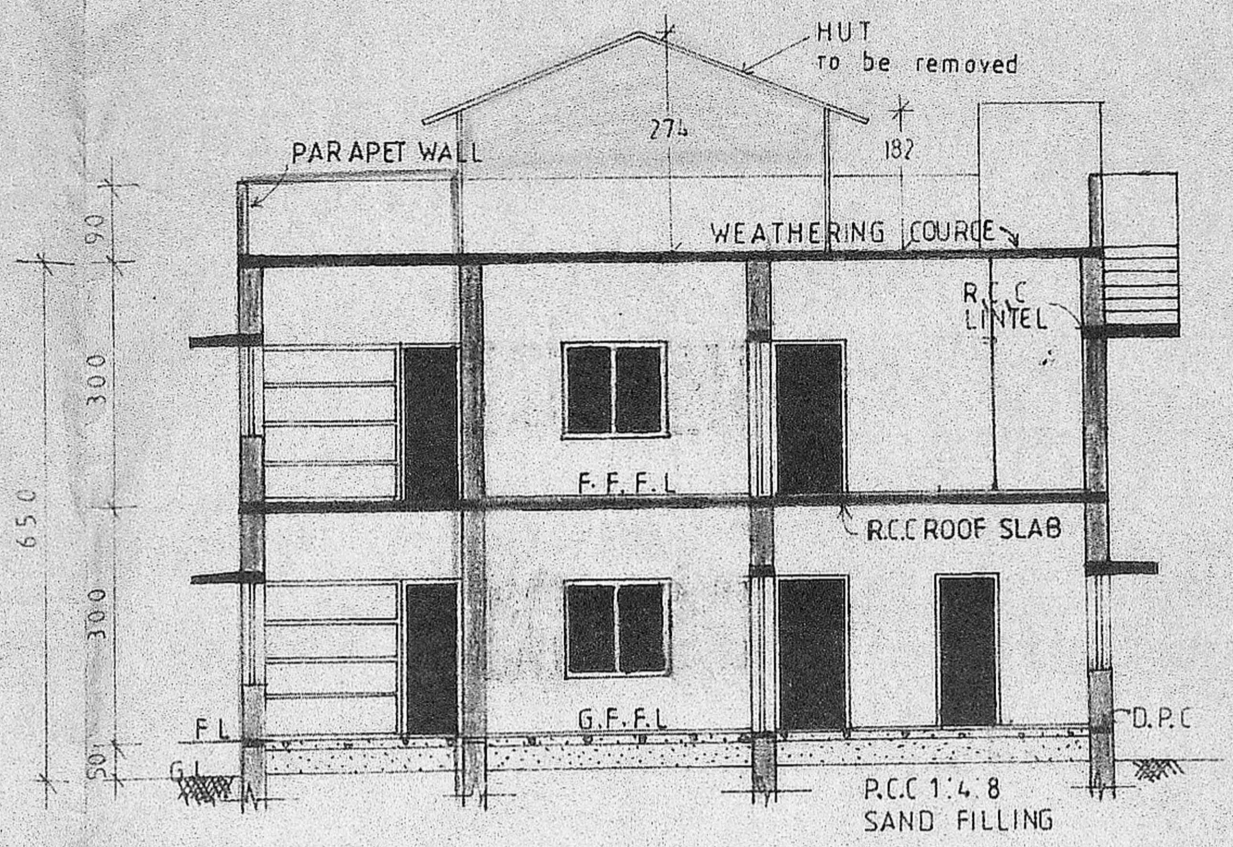 HUT
to be removed
274
182
PARAPET WALL
90
WEATHERING COURCE
R.C.C
LINTEL
300
650
F.F.F.L
R.C.C ROOF SLAB
300
G.F.F.L
F L
D.P.C
50
G.L
P.C.C 1:4:8
SAND FILLING